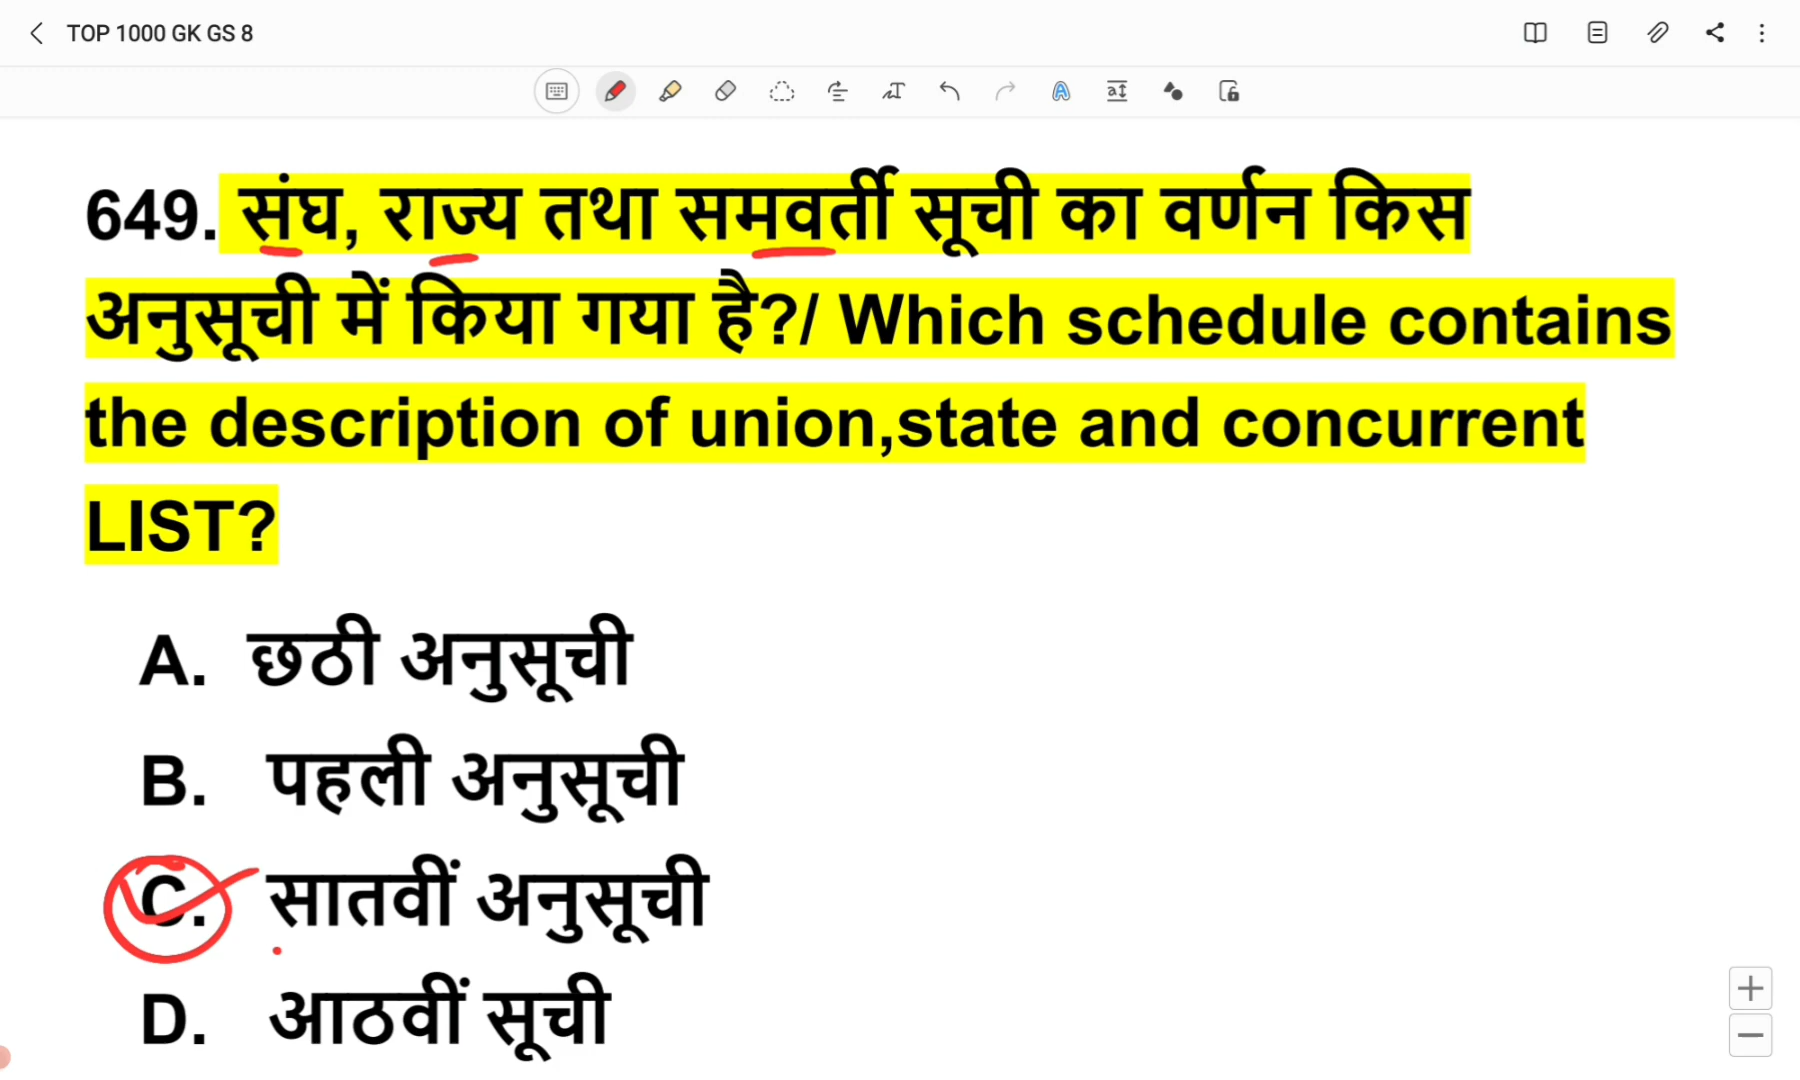 TOP 1000 GK GS 8
649. संघ, राज्य तथा समवर्ती सूची का वर्णन किस
अनुसूची में किया गया है?/ Which schedule contains
the description of union,state and concurrent
LIST?
A. छठी अनुसूची
B. पहली अनुसूची
C. सातवीं अनुसूची
D. आठवीं सूची